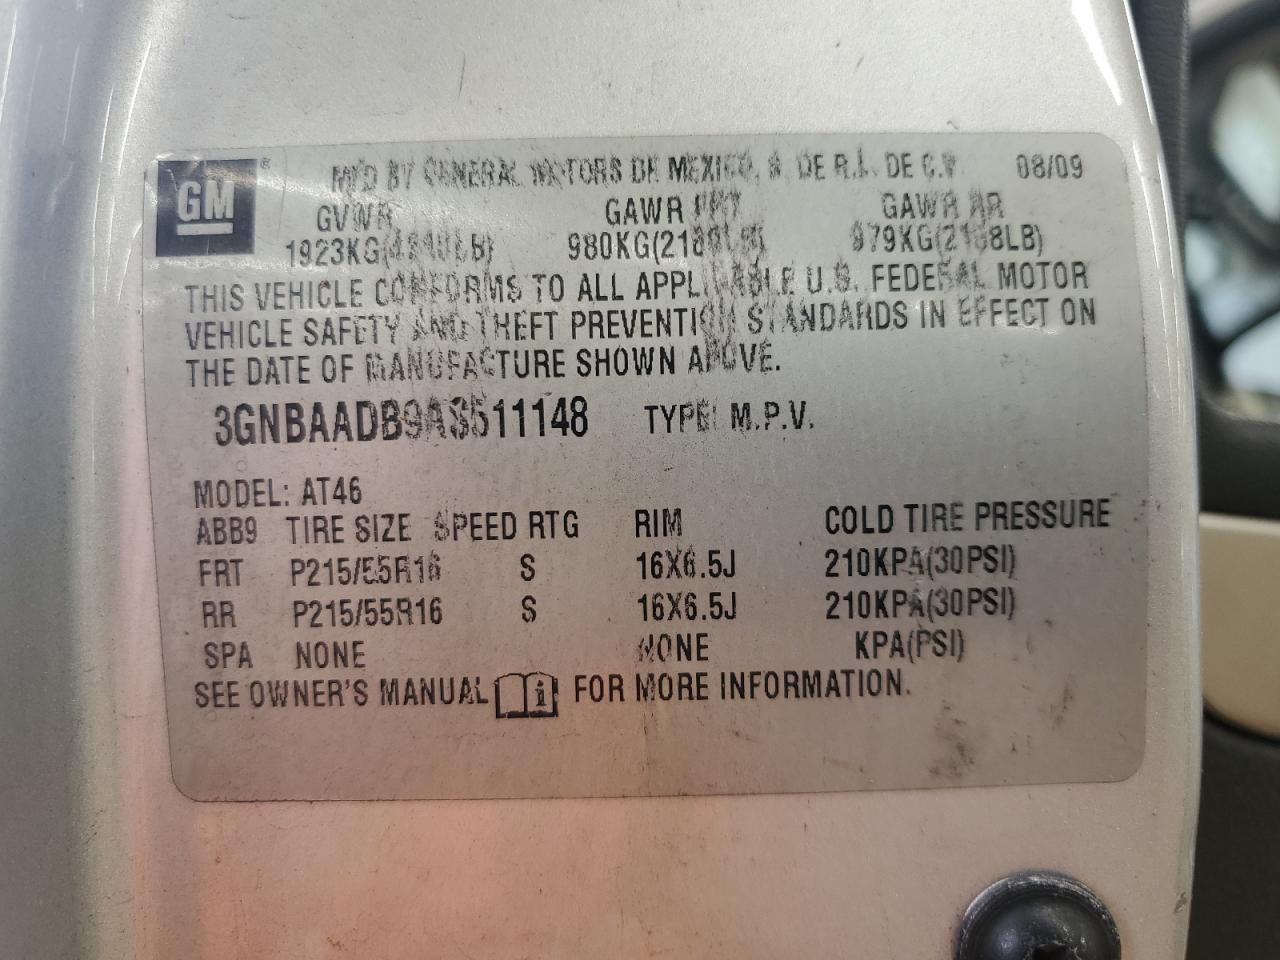 GM ® MFD BY GENERAL MOTORS DE MEXICO, S. DE R.L. DE C.V. 08/09
GVWR GAWR FRT GAWR RR
1923KG(4240LB) 980KG(2160LB) 979KG(2158LB)
THIS VEHICLE CONFORMS TO ALL APPLICABLE U.S. FEDERAL MOTOR
VEHICLE SAFETY AND THEFT PREVENTION STANDARDS IN EFFECT ON
THE DATE OF MANUFACTURE SHOWN ABOVE.
3GNBAADB9AS511148 TYPE: M.P.V.
MODEL: AT46
ABB9 TIRE SIZE SPEED RTG RIM COLD TIRE PRESSURE
FRT P215/55R16 S 16X6.5J 210KPA(30PSI)
RR P215/55R16 S 16X6.5J 210KPA(30PSI)
SPA NONE NONE KPA(PSI)
SEE OWNER'S MANUAL i FOR MORE INFORMATION.